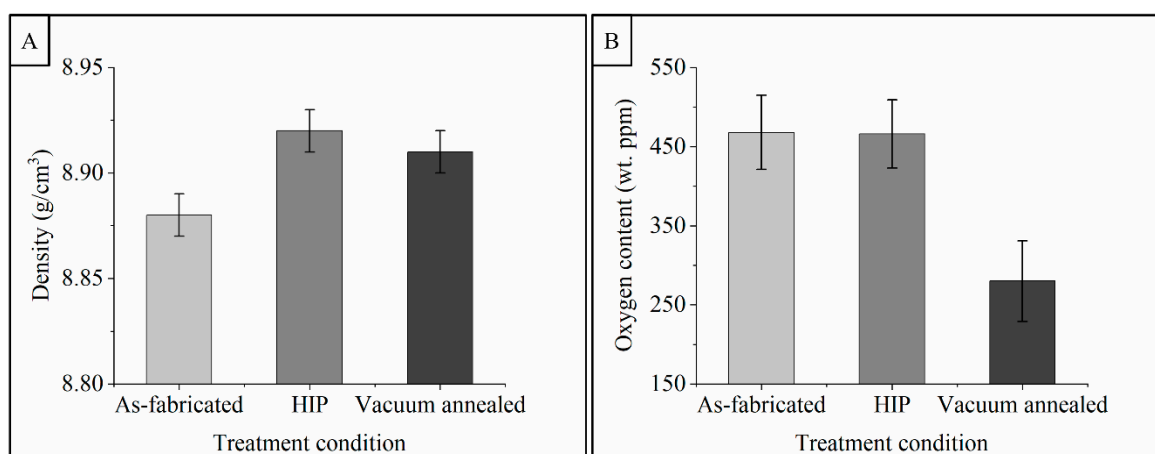 A
Density (g/cm³)
8.95
8.90
8.85
8.80
As-fabricated HIP Vacuum annealed
Treatment condition
B
Oxygen content (wt. ppm)
550
450
350
250
150
As-fabricated HIP Vacuum annealed
Treatment condition